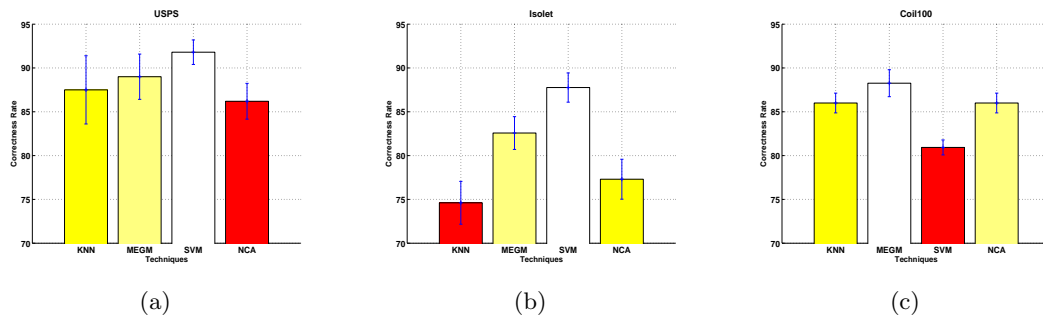 USPS
95
90
85
80
75
70
Correctness Rate
KNN MEGM SVM NCA
Techniques
(a)
Isolet
95
90
85
80
75
70
Correctness Rate
KNN MEGM SVM NCA
Techniques
(b)
Coil100
95
90
85
80
75
70
Correctness Rate
KNN MEGM SVM NCA
Techniques
(c)